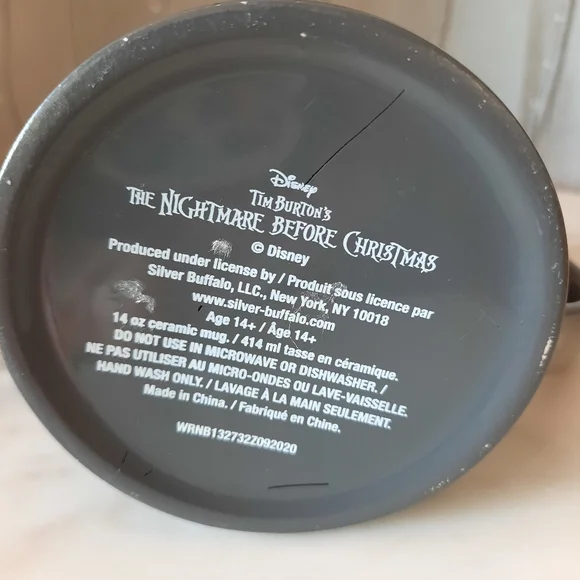 Disney
TIM BURTON'S
THE NIGHTMARE BEFORE CHRISTMAS
© Disney
Produced under license by / Produit sous licence par
Silver Buffalo, LLC., New York, NY 10018
www.silver-buffalo.com
Age 14+ / Âge 14+
14 oz ceramic mug. / 414 ml tasse en céramique.
DO NOT USE IN MICROWAVE OR DISHWASHER. /
NE PAS UTILISER AU MICRO-ONDES OU LAVE-VAISSELLE.
HAND WASH ONLY. / LAVAGE À LA MAIN SEULEMENT.
Made in China. / Fabriqué en Chine.
WRNB132732Z092020